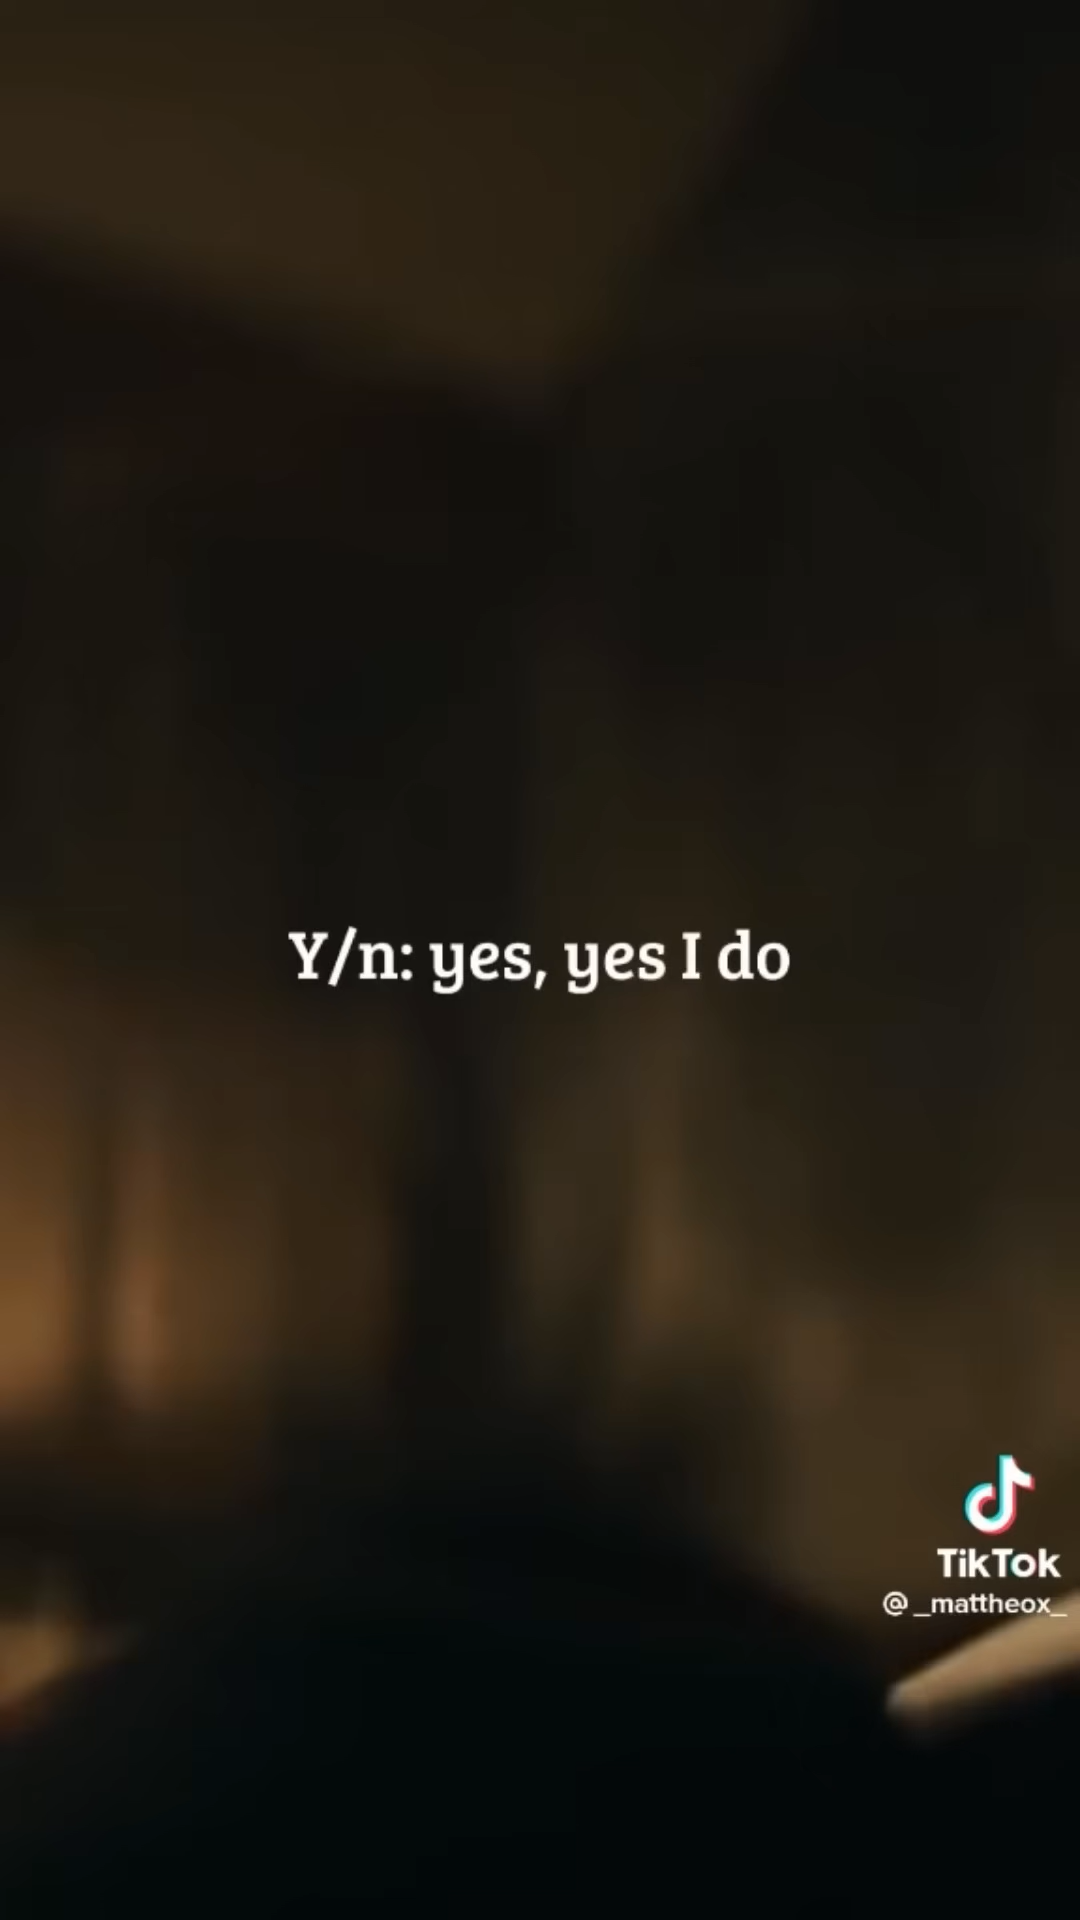 Y/n: yes, yes I do
TikTok
@_mattheox_